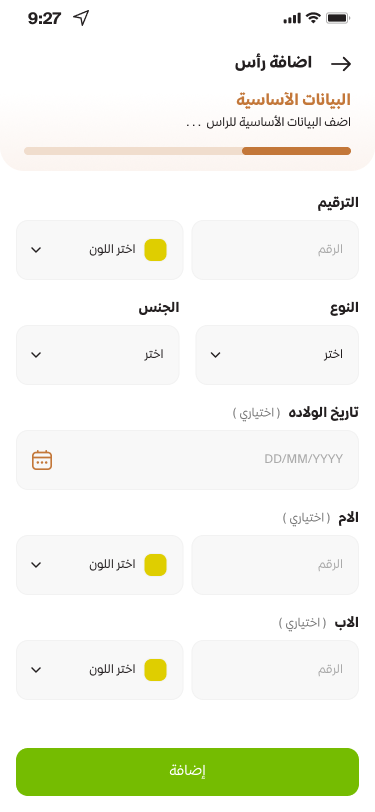 9:27
اضافة رأس
البيانات الأساسية
اضف البيانات الأساسية للراس ...
الترقيم
الرقم اختر اللون
النوع الجنس
اختر اختر
تاريخ الولاده ( اختياري )
DD/MM/YYYY
الام ( اختياري )
الرقم اختر اللون
الاب ( اختياري )
الرقم اختر اللون
إضافة